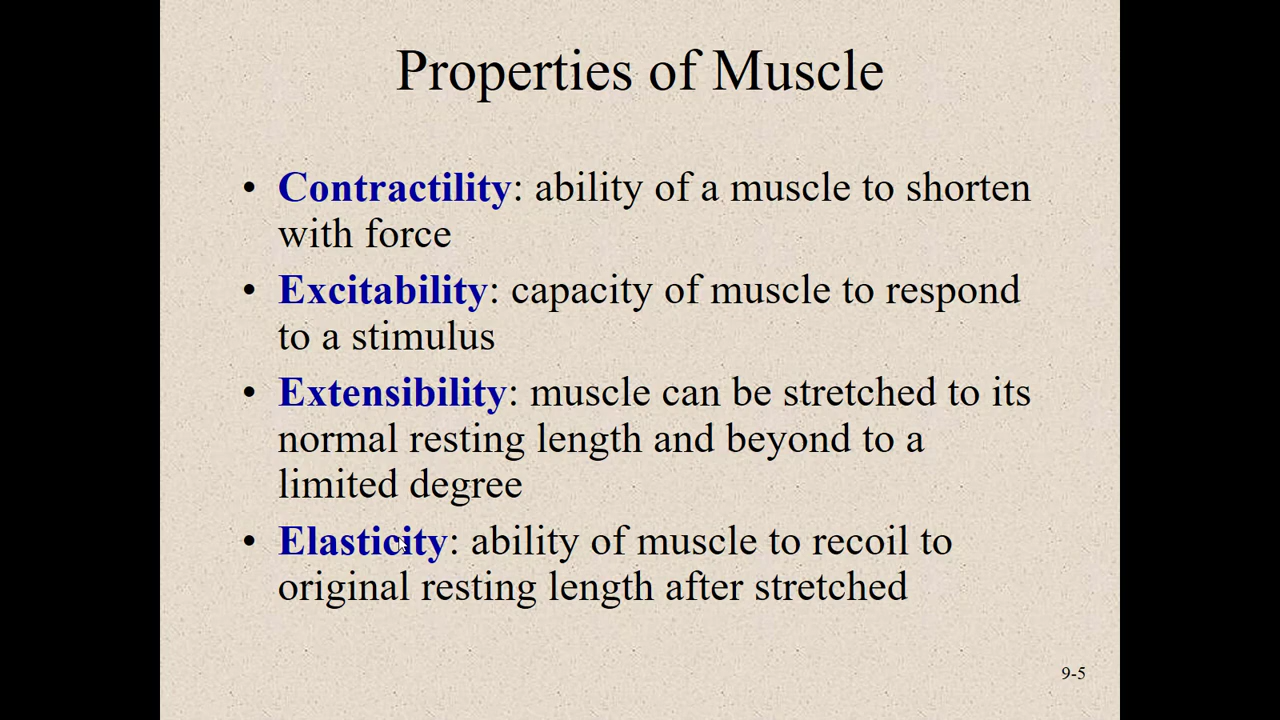 Properties of Muscle
• Contractility: ability of a muscle to shorten
with force
• Excitability: capacity of muscle to respond
to a stimulus
• Extensibility: muscle can be stretched to its
normal resting length and beyond to a
limited degree
• Elasticity: ability of muscle to recoil to
original resting length after stretched
9-5